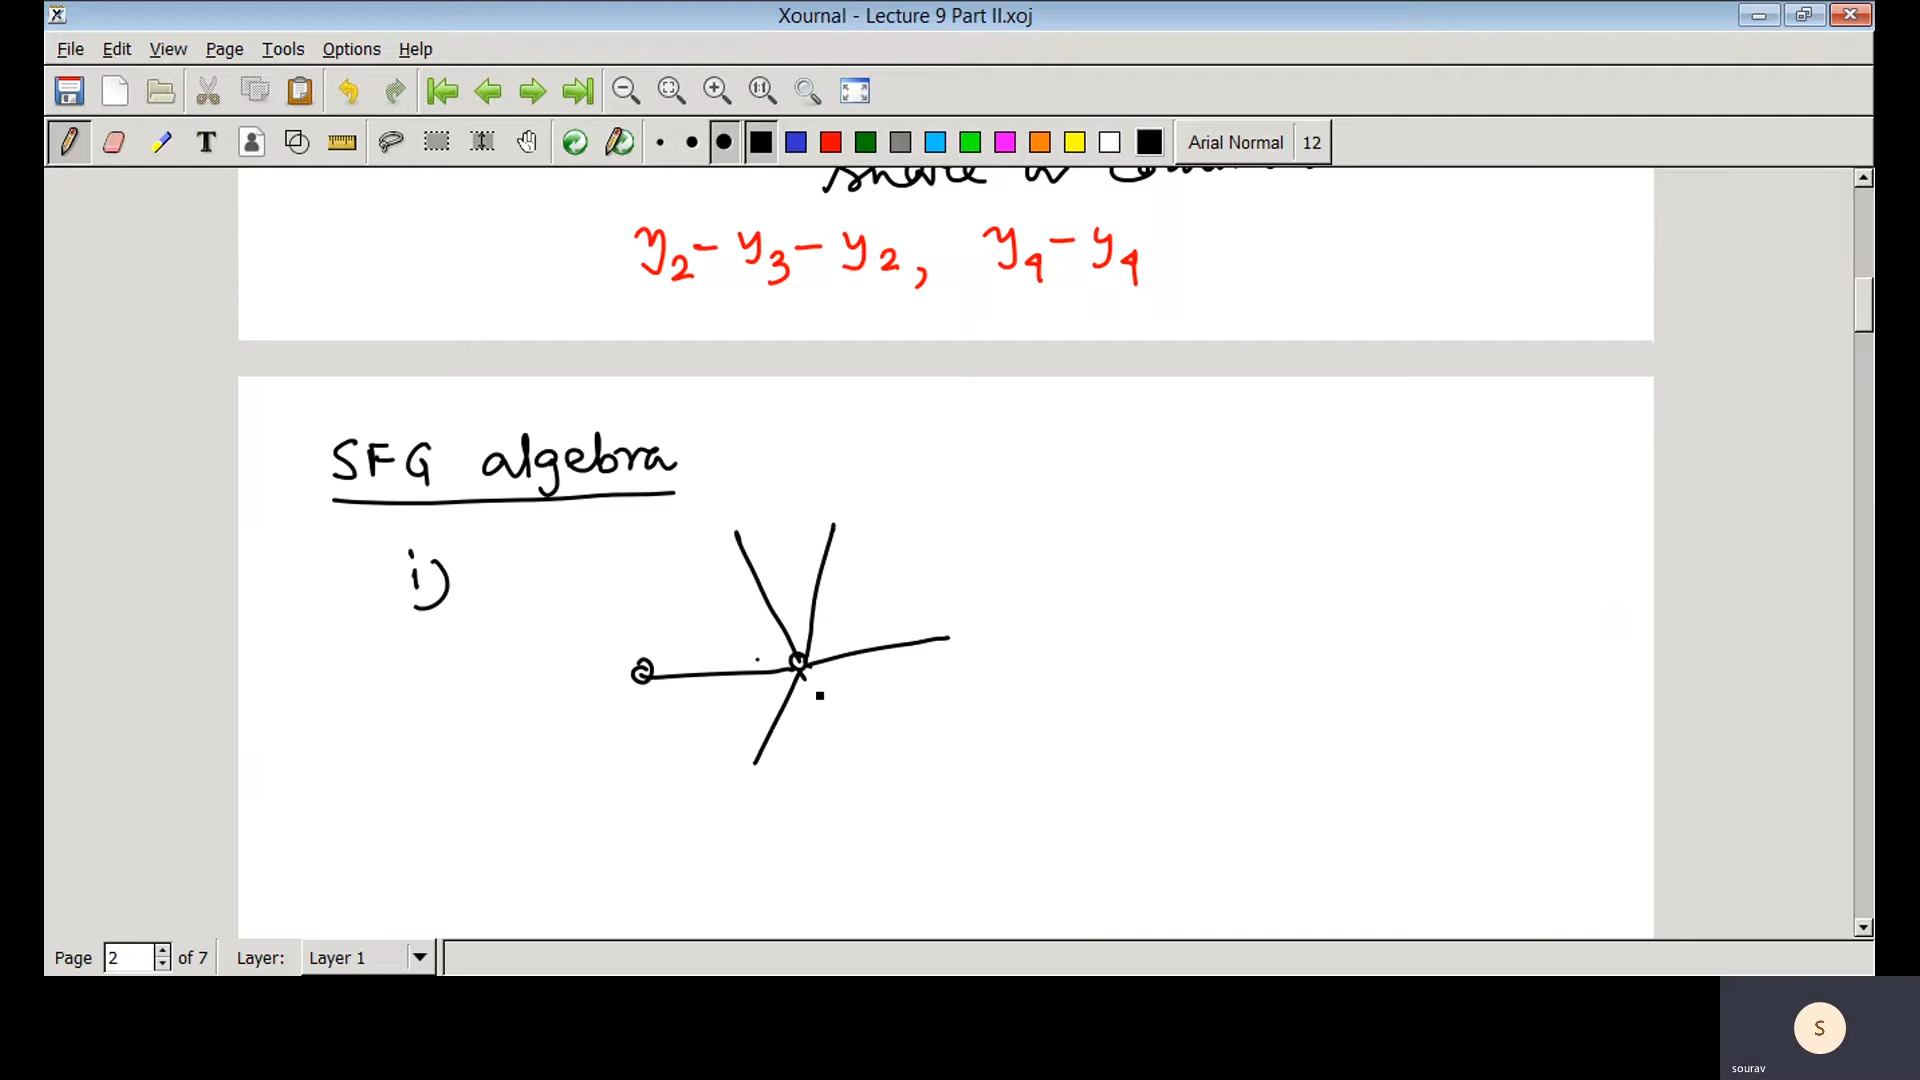 Xournal - Lecture 9 Part II.xoj
File Edit View Page Tools Options Help
Arial Normal 12
y2 - y3 - y2, y4 - y4
SFG algebra
i)
Page 2 of 7 Layer: Layer 1
S
sourav